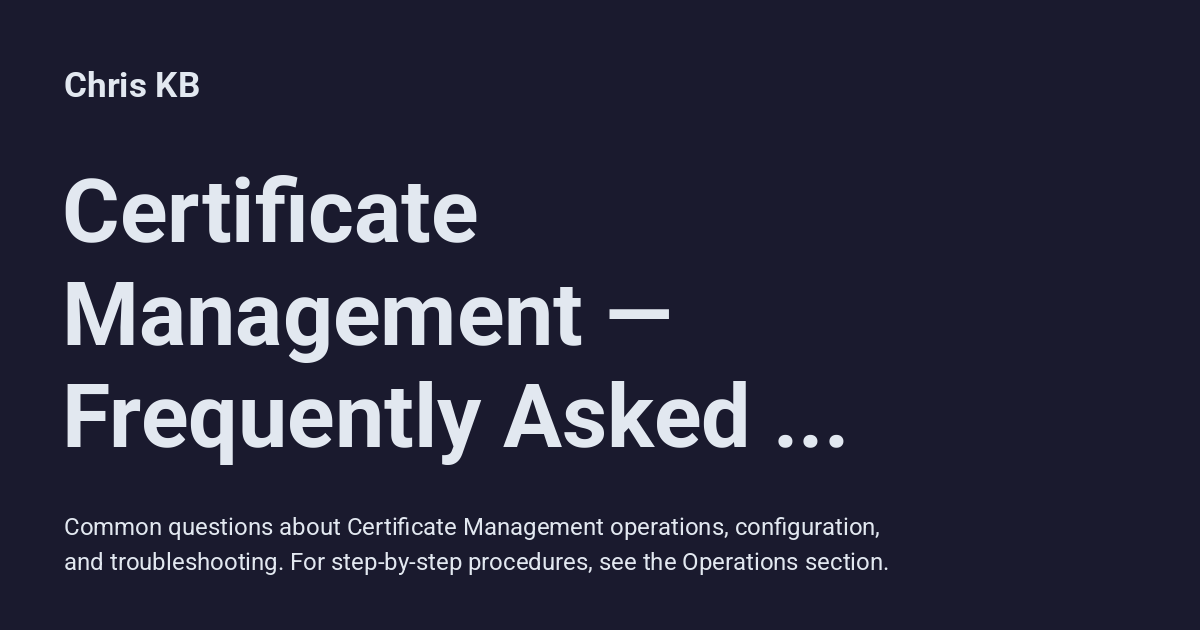 Chris KB
Certificate
Management —
Frequently Asked ...
Common questions about Certificate Management operations, configuration,
and troubleshooting. For step-by-step procedures, see the Operations section.